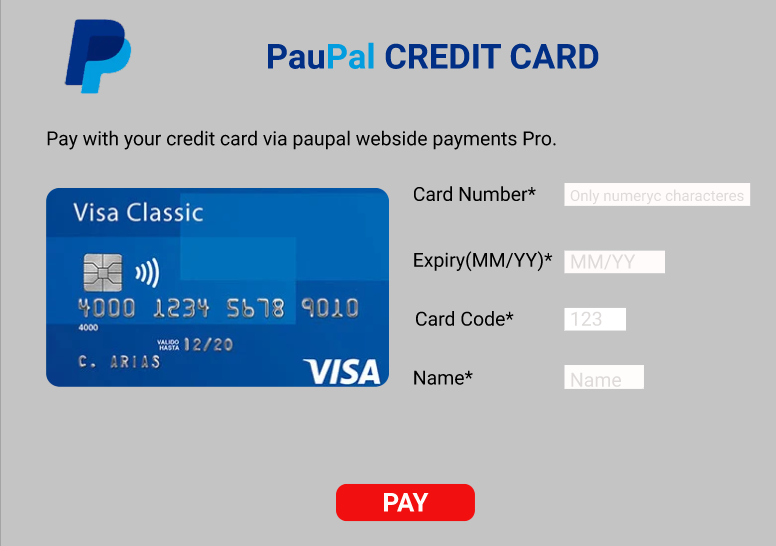 PauPal CREDIT CARD
Pay with your credit card via paupal webside payments Pro.
Visa Classic
4000 1234 5678 9010
4000
VALIDO HASTA 12/20
C. ARIAS
VISA
Card Number* Only numeryc characteres
Expiry(MM/YY)* MM/YY
Card Code* 123
Name* Name
PAY